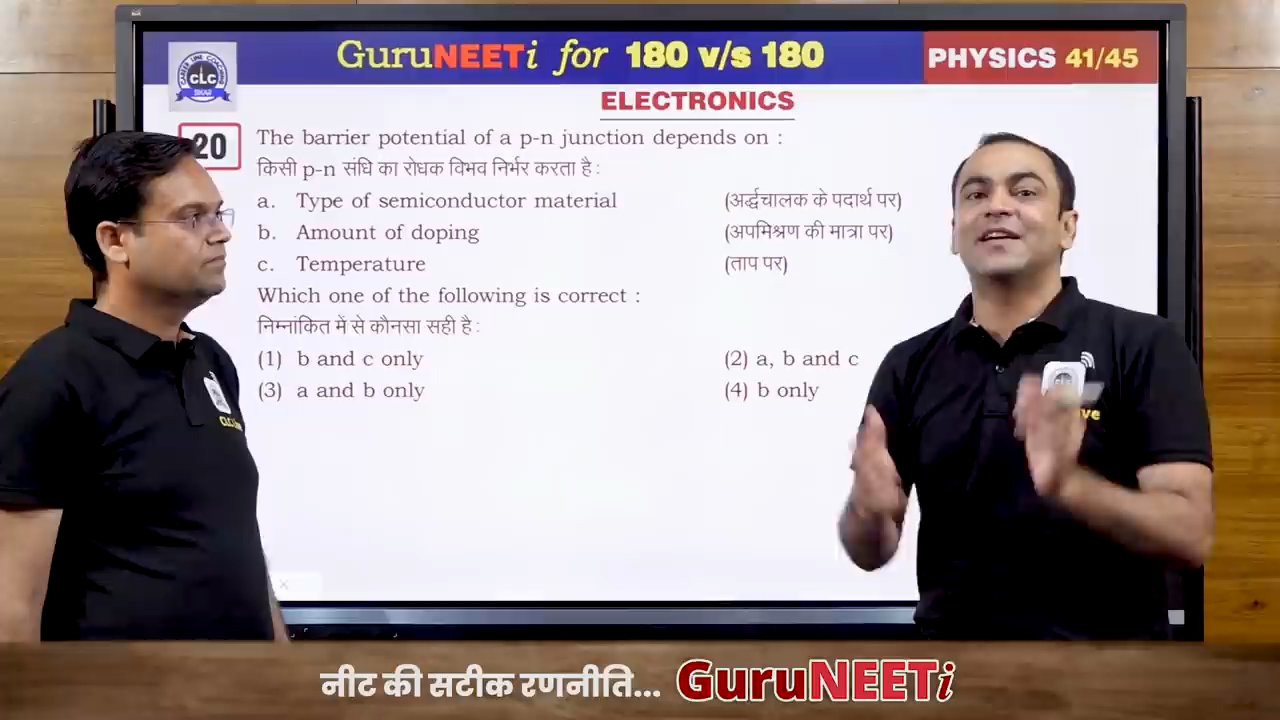 GuruNEETi for 180 v/s 180
PHYSICS 41/45
CLC
ELECTRONICS
20
The barrier potential of a p-n junction depends on :
किसी p-n संधि का रोधक विभव निर्भर करता है :
a. Type of semiconductor material (अर्द्धचालक के पदार्थ पर)
b. Amount of doping (अपमिश्रण की मात्रा पर)
c. Temperature (ताप पर)
Which one of the following is correct :
निम्नांकित में से कौनसा सही है :
(1) b and c only (2) a, b and c
(3) a and b only (4) b only
नीट की सटीक रणनीति... GuruNEETi